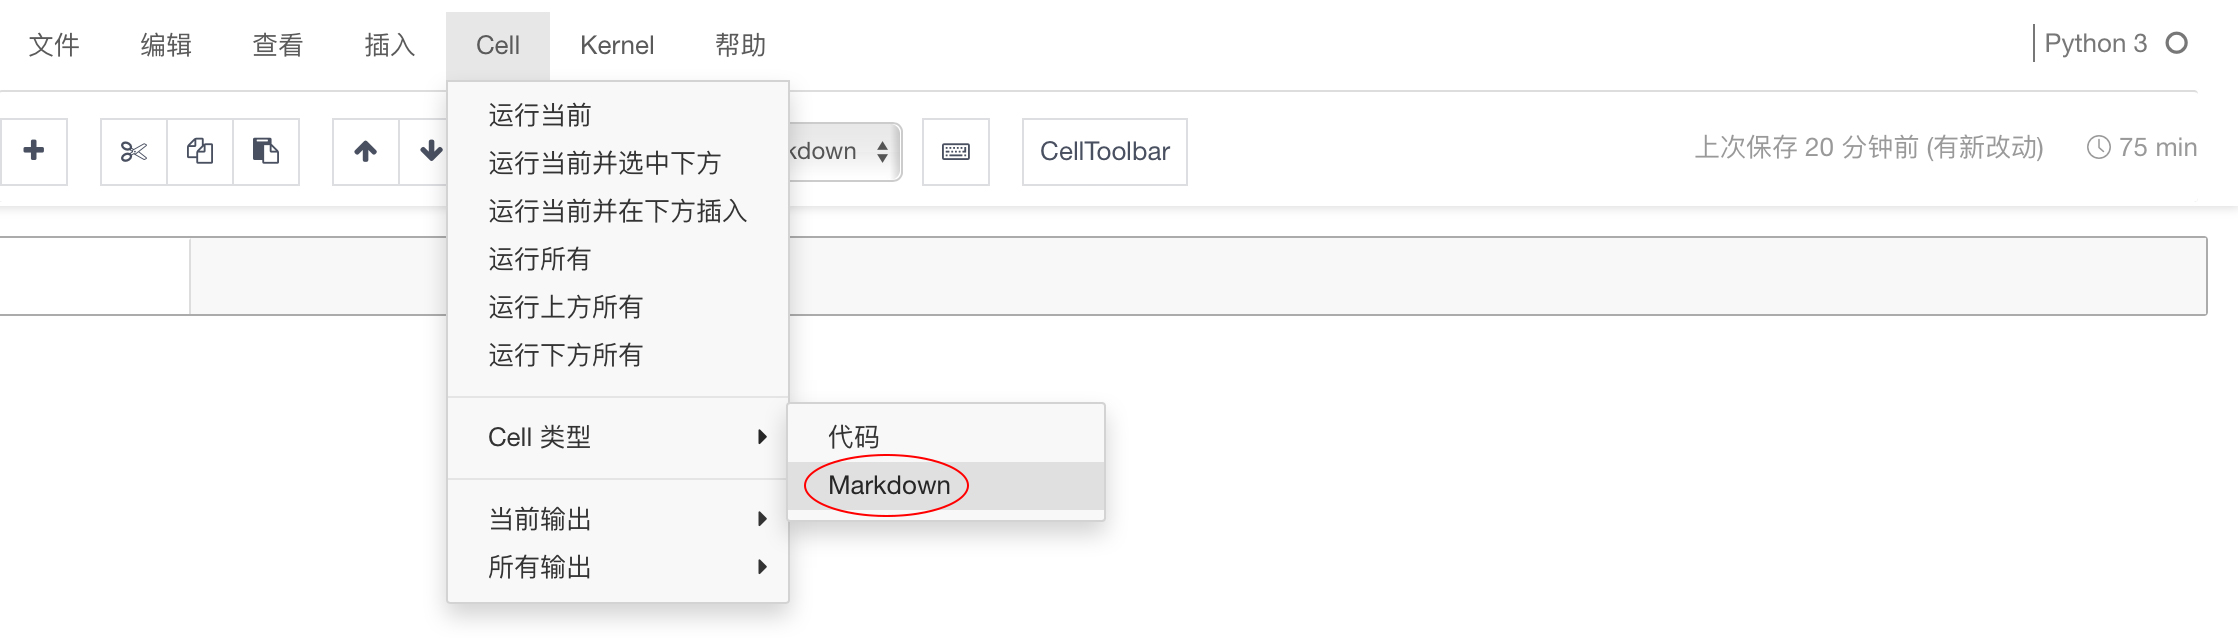 文件 编辑 查看 插入 Cell Kernel 帮助 Python 3
kdown CellToolbar 上次保存 20 分钟前 (有新改动) 75 min
运行当前
运行当前并选中下方
运行当前并在下方插入
运行所有
运行上方所有
运行下方所有
Cell 类型
代码
Markdown
当前输出
所有输出